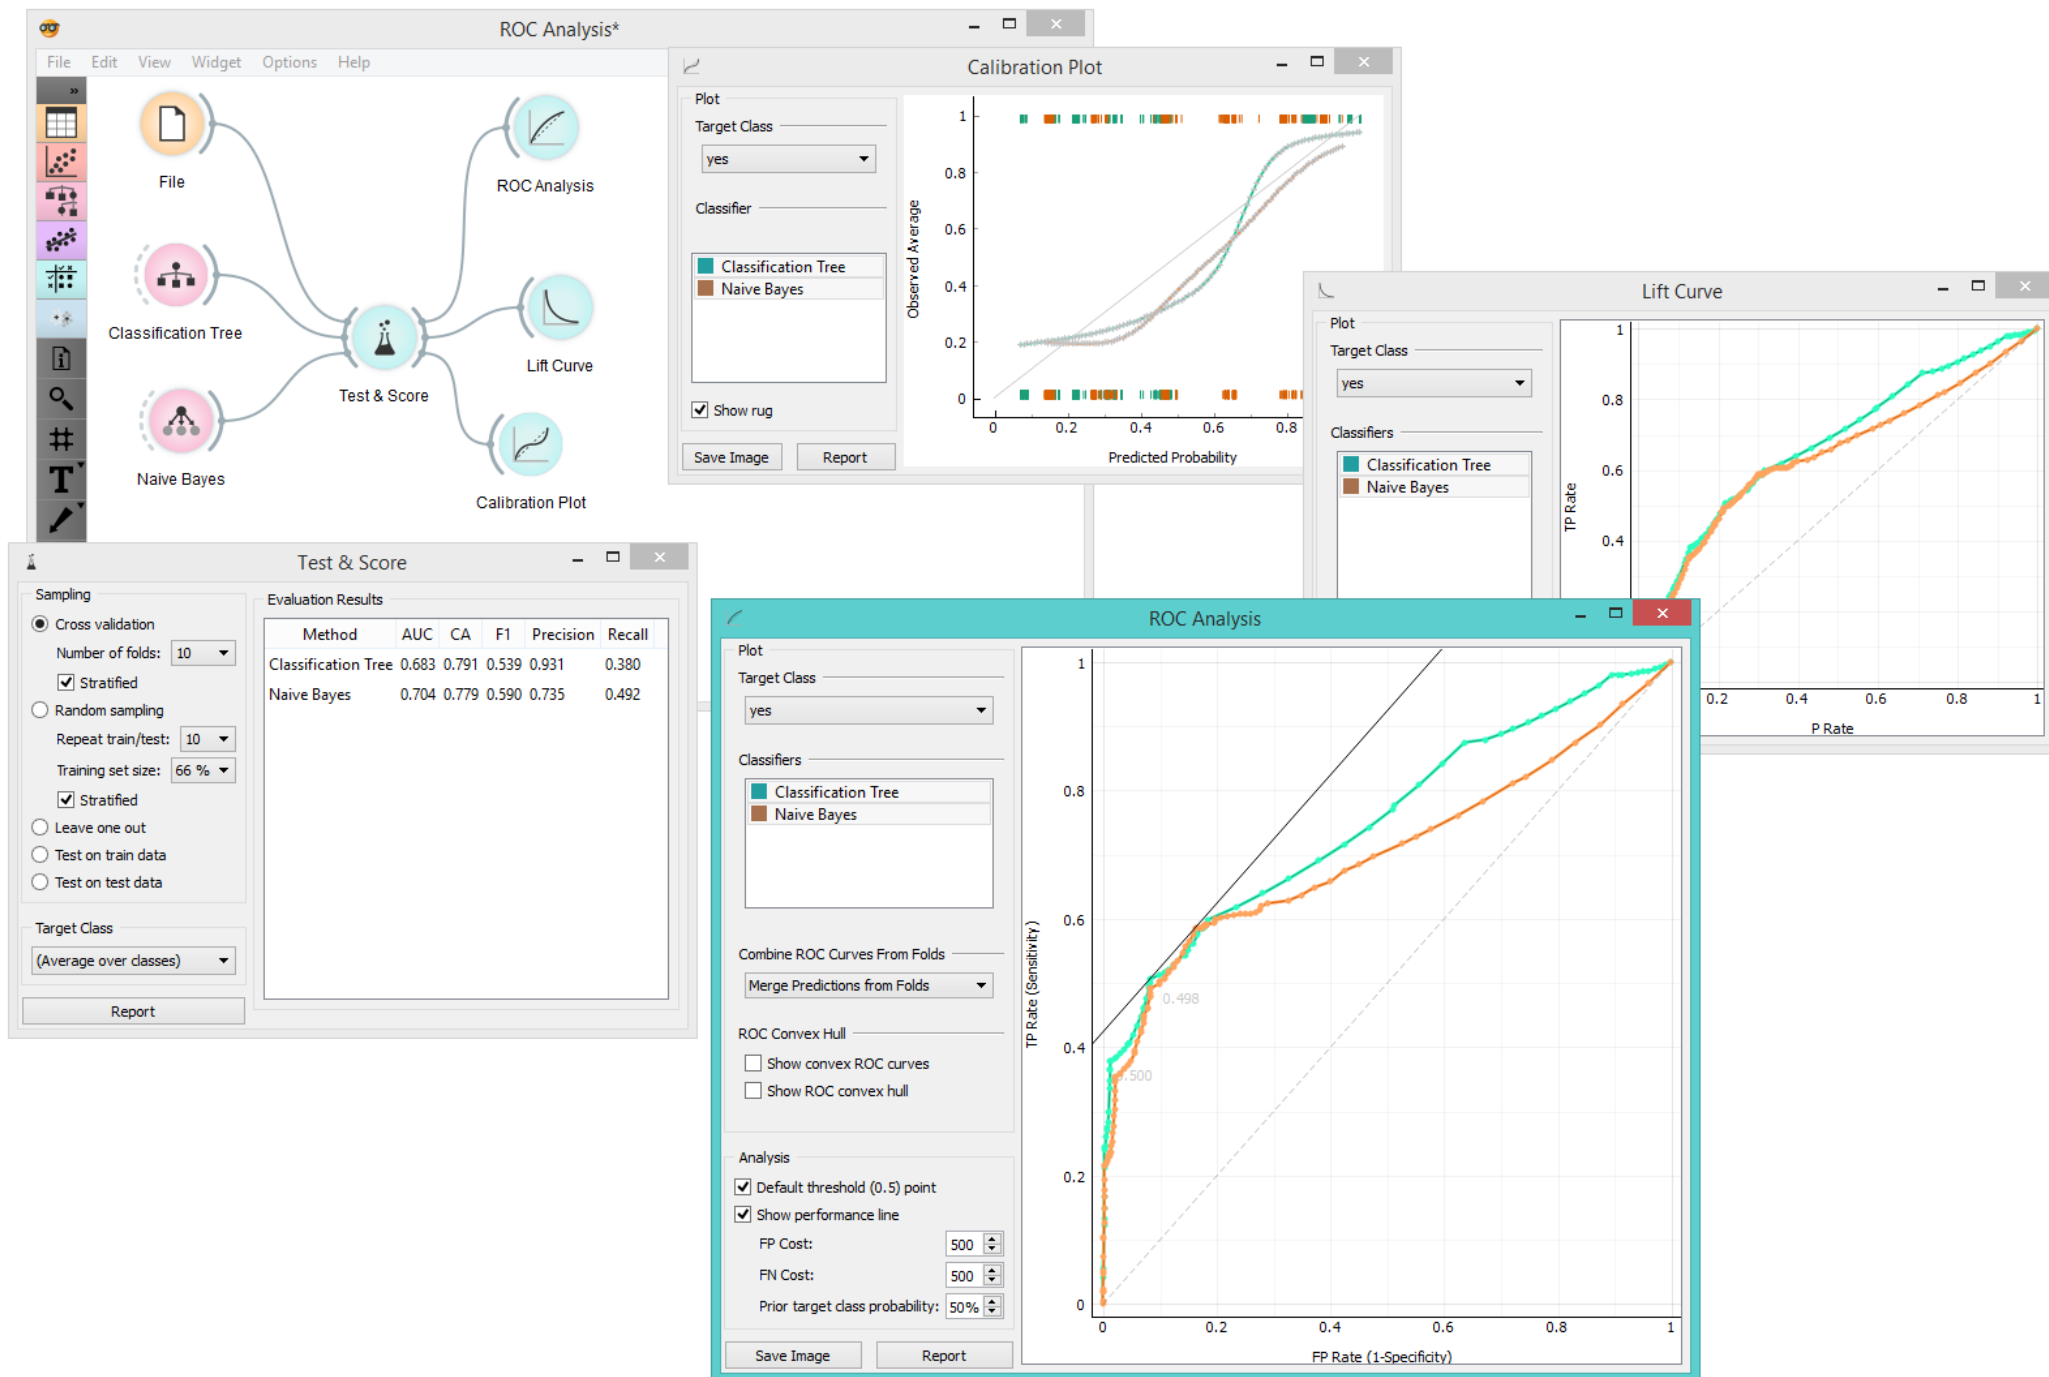 ROC Analysis*
File Edit View Widget Options Help
»
File
ROC Analysis
Classification Tree
Lift Curve
Test & Score
Naive Bayes
Calibration Plot
T
Calibration Plot
Plot
Target Class
yes
Classifier
Classification Tree
Naive Bayes
Show rug
Save Image Report
Observed Average
1
0.8
0.6
0.4
0.2
0
0 0.2 0.4 0.6 0.8
Predicted Probability
Lift Curve
Plot
Target Class
yes
Classifiers
Classification Tree
Naive Bayes
TP Rate
1
0.8
0.6
0.4
0.2 0.4 0.6 0.8 1
P Rate
Test & Score
Sampling
Cross validation
Number of folds: 10
Stratified
Random sampling
Repeat train/test: 10
Training set size: 66 %
Stratified
Leave one out
Test on train data
Test on test data
Target Class
(Average over classes)
Report
Evaluation Results
Method AUC CA F1 Precision Recall
Classification Tree 0.683 0.791 0.539 0.931 0.380
Naive Bayes 0.704 0.779 0.590 0.735 0.492
ROC Analysis
Plot
Target Class
yes
Classifiers
Classification Tree
Naive Bayes
Combine ROC Curves From Folds
Merge Predictions from Folds
ROC Convex Hull
Show convex ROC curves
Show ROC convex hull
Analysis
Default threshold (0.5) point
Show performance line
FP Cost: 500
FN Cost: 500
Prior target class probability: 50%
Save Image Report
TP Rate (Sensitivity)
1
0.8
0.6
0.4
0.2
0
0.498
0.500
0 0.2 0.4 0.6 0.8 1
FP Rate (1-Specificity)